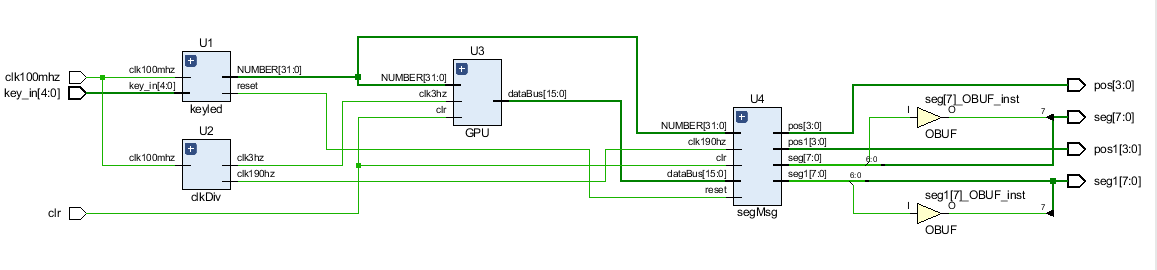 clk100mhz
key_in[4:0]
clr
U1
clk100mhz
key_in[4:0]
NUMBER[31:0]
reset
keyled
U2
clk100mhz
clk3hz
clk190hz
clkDiv
U3
NUMBER[31:0]
clk3hz
clr
dataBus[15:0]
GPU
U4
NUMBER[31:0]
clk190hz
clr
dataBus[15:0]
reset
pos[3:0]
pos1[3:0]
seg[7:0]
seg1[7:0]
segMsg
6:0
6:0
seg[7]_OBUF_inst
I
O
OBUF
7
seg1[7]_OBUF_inst
I
O
OBUF
7
pos[3:0]
seg[7:0]
pos1[3:0]
seg1[7:0]